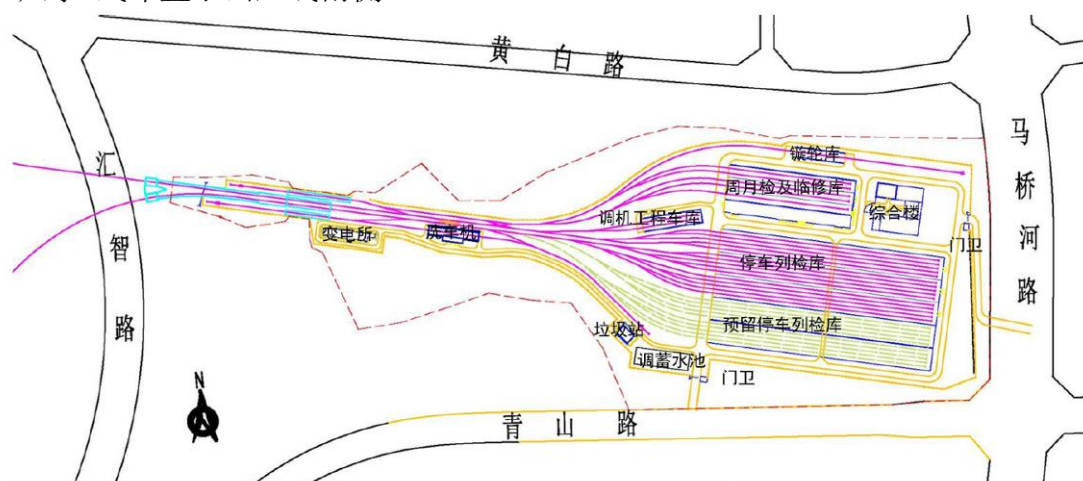 黄白路
马桥河路
汇智路
镟轮库
周月检及临修库
综合楼
调机工程车库
门卫
变电所
洗车机
停车列检库
预留停车列检库
垃圾站
调蓄水池
门卫
N
青山路